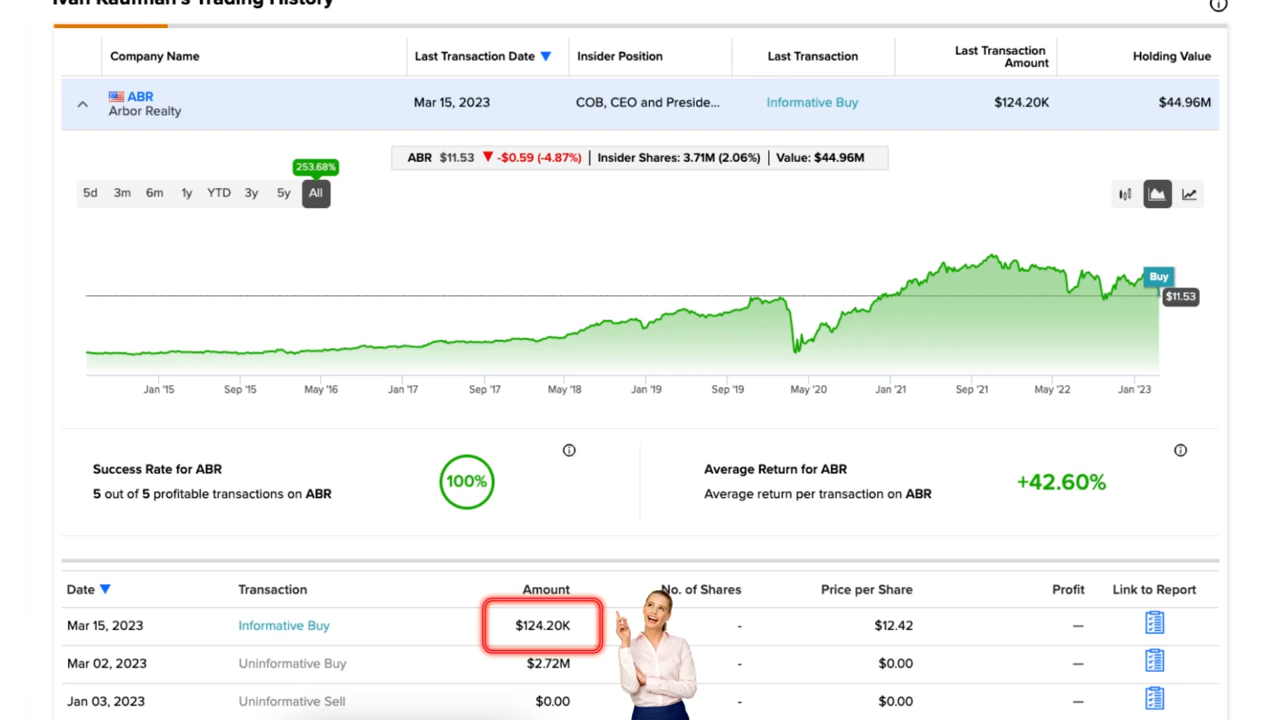 Ivan Kaufman's Trading History
Company Name Last Transaction Date Insider Position Last Transaction Last Transaction Amount Holding Value
ABR
Arbor Realty
Mar 15, 2023 COB, CEO and Preside... Informative Buy $124.20K $44.96M
ABR $11.53 ▼ -$0.59 (-4.87%) | Insider Shares: 3.71M (2.06%) | Value: $44.96M
253.68%
5d 3m 6m 1y YTD 3y 5y All
Buy
$11.53
Jan '15 Sep '15 May '16 Jan '17 Sep '17 May '18 Jan '19 Sep '19 May '20 Jan '21 Sep '21 May '22 Jan '23
Success Rate for ABR
5 out of 5 profitable transactions on ABR
100%
Average Return for ABR
Average return per transaction on ABR
+42.60%
Date Transaction Amount No. of Shares Price per Share Profit Link to Report
Mar 15, 2023 Informative Buy $124.20K - $12.42 —
Mar 02, 2023 Uninformative Buy $2.72M - $0.00 —
Jan 03, 2023 Uninformative Sell $0.00 - $0.00 —